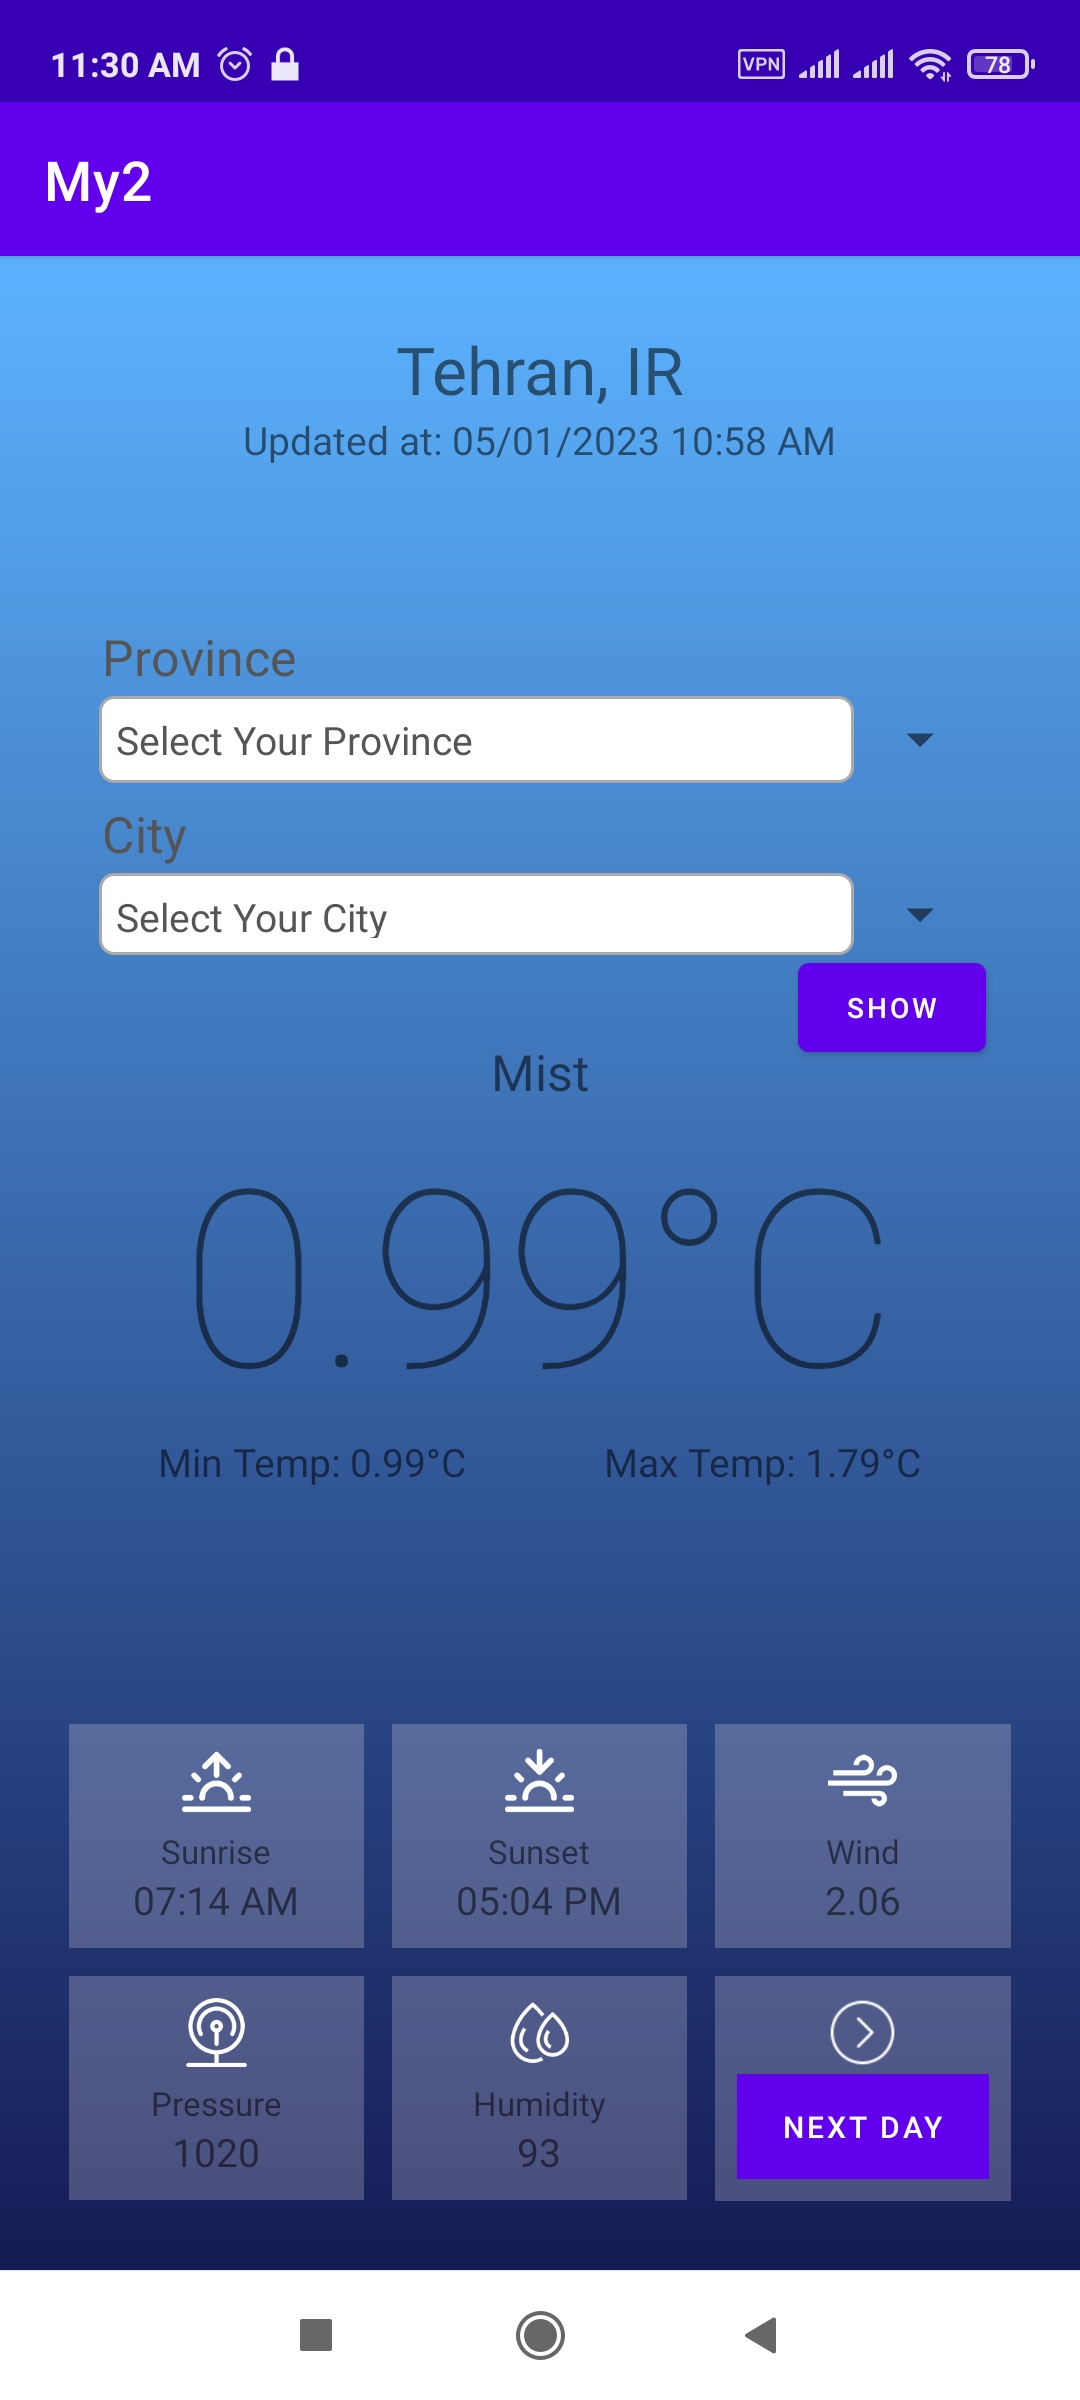 11:30 AM VPN 78
My2
Tehran, IR
Updated at: 05/01/2023 10:58 AM
Province
Select Your Province
City
Select Your City
SHOW
Mist
0.99°C
Min Temp: 0.99°C Max Temp: 1.79°C
Sunrise Sunset Wind
07:14 AM 05:04 PM 2.06
Pressure Humidity NEXT DAY
1020 93